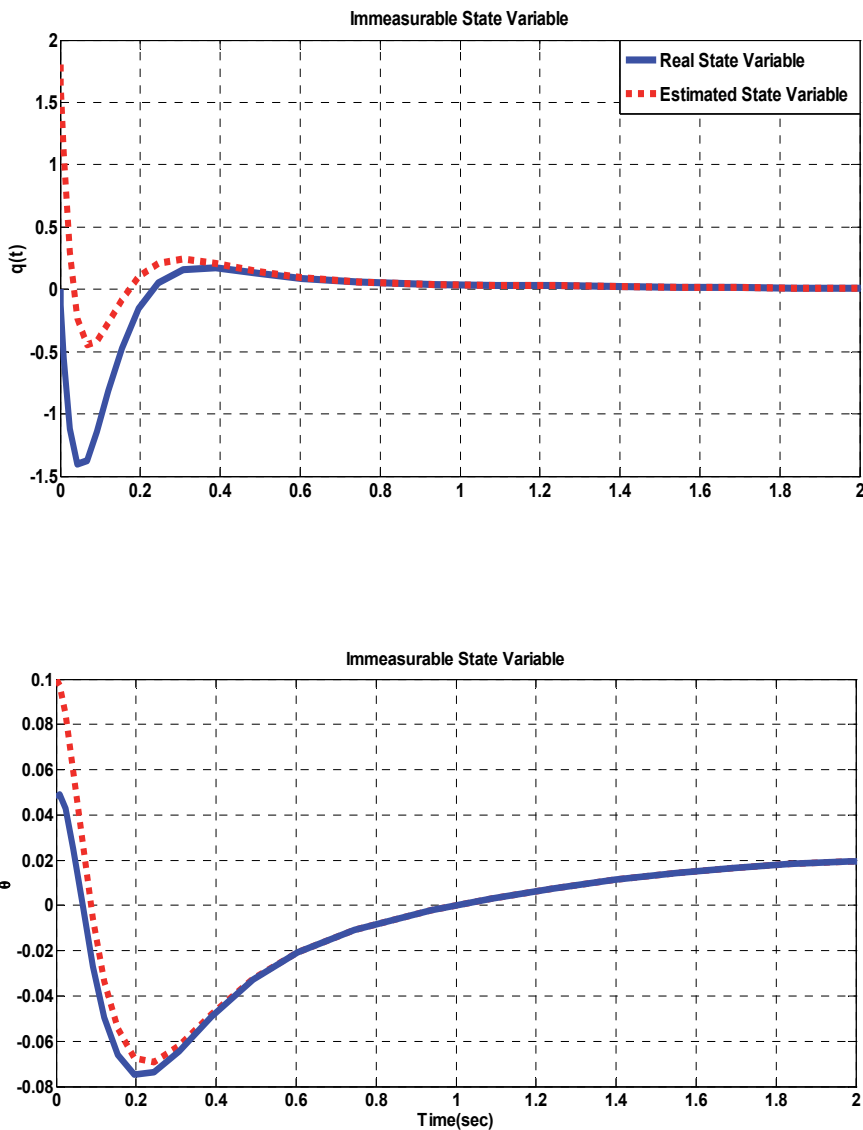 Immeasurable State Variable
2
1.5
1
0.5
0
-0.5
-1
-1.5
q(t)
Real State Variable
Estimated State Variable
0 0.2 0.4 0.6 0.8 1 1.2 1.4 1.6 1.8 2
Immeasurable State Variable
0.1
0.08
0.06
0.04
0.02
0
-0.02
-0.04
-0.06
-0.08
θ
0 0.2 0.4 0.6 0.8 1 1.2 1.4 1.6 1.8 2
Time(sec)